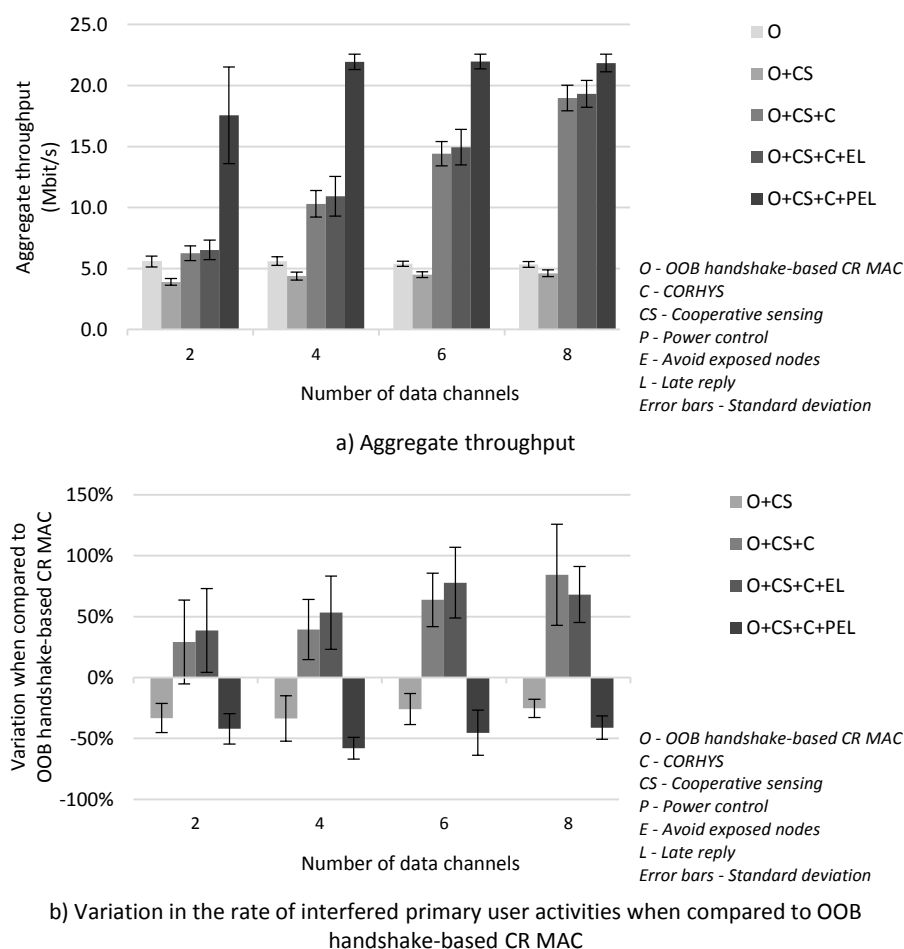 25.0
20.0
15.0
10.0
5.0
0.0
Aggregate throughput
(Mbit/s)
2 4 6 8
Number of data channels
O
O+CS
O+CS+C
O+CS+C+EL
O+CS+C+PEL
O - OOB handshake-based CR MAC
C - CORHYS
CS - Cooperative sensing
P - Power control
E - Avoid exposed nodes
L - Late reply
Error bars - Standard deviation
a) Aggregate throughput
150%
100%
50%
0%
-50%
-100%
Variation when compared to
OOB handshake-based CR MAC
2 4 6 8
Number of data channels
O+CS
O+CS+C
O+CS+C+EL
O+CS+C+PEL
O - OOB handshake-based CR MAC
C - CORHYS
CS - Cooperative sensing
P - Power control
E - Avoid exposed nodes
L - Late reply
Error bars - Standard deviation
b) Variation in the rate of interfered primary user activities when compared to OOB
handshake-based CR MAC